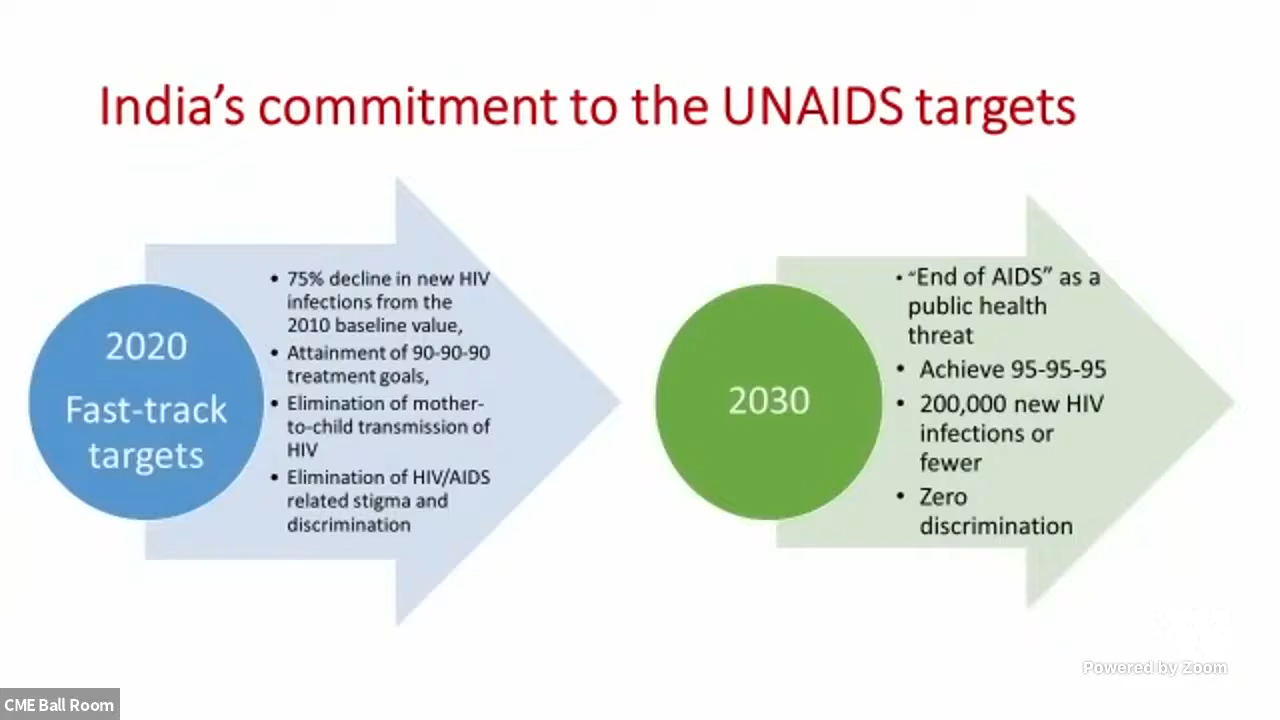 India's commitment to the UNAIDS targets
2020
Fast-track
targets
• 75% decline in new HIV
infections from the
2010 baseline value,
• Attainment of 90-90-90
treatment goals,
• Elimination of mother-
to-child transmission of
HIV
• Elimination of HIV/AIDS
related stigma and
discrimination
2030
• “End of AIDS” as a
public health
threat
• Achieve 95-95-95
• 200,000 new HIV
infections or
fewer
• Zero
discrimination
Powered by Zoom
CME Ball Room